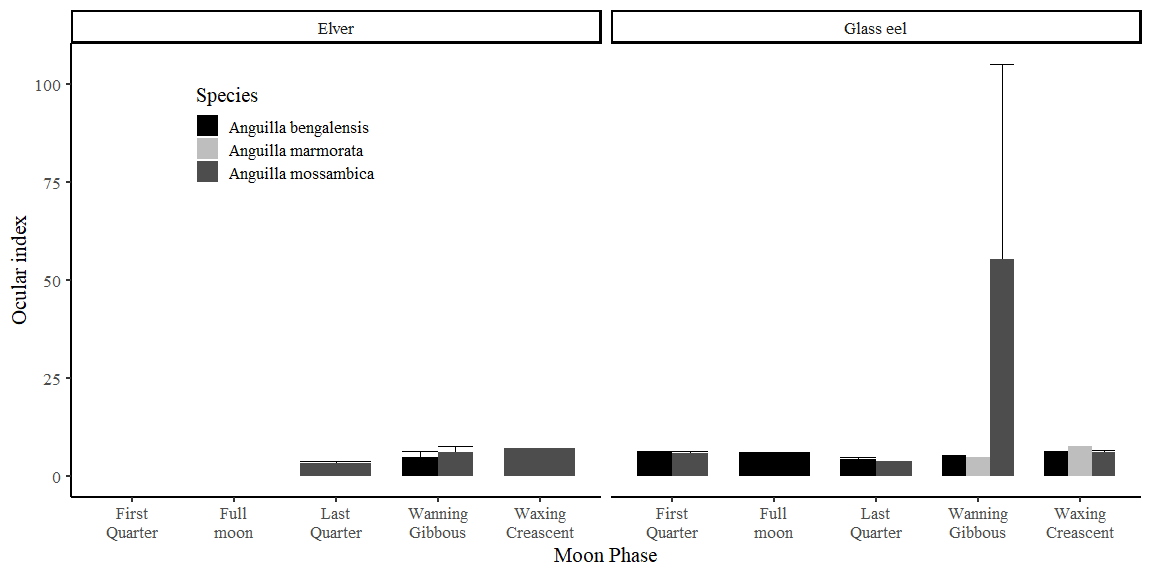 Elver
Glass eel
Species
Anguilla bengalensis
Anguilla marmorata
Anguilla mossambica
Ocular index
100
75
50
25
0
First
Quarter
Full
moon
Last
Quarter
Wanning
Gibbous
Waxing
Creascent
First
Quarter
Full
moon
Last
Quarter
Wanning
Gibbous
Waxing
Creascent
Moon Phase